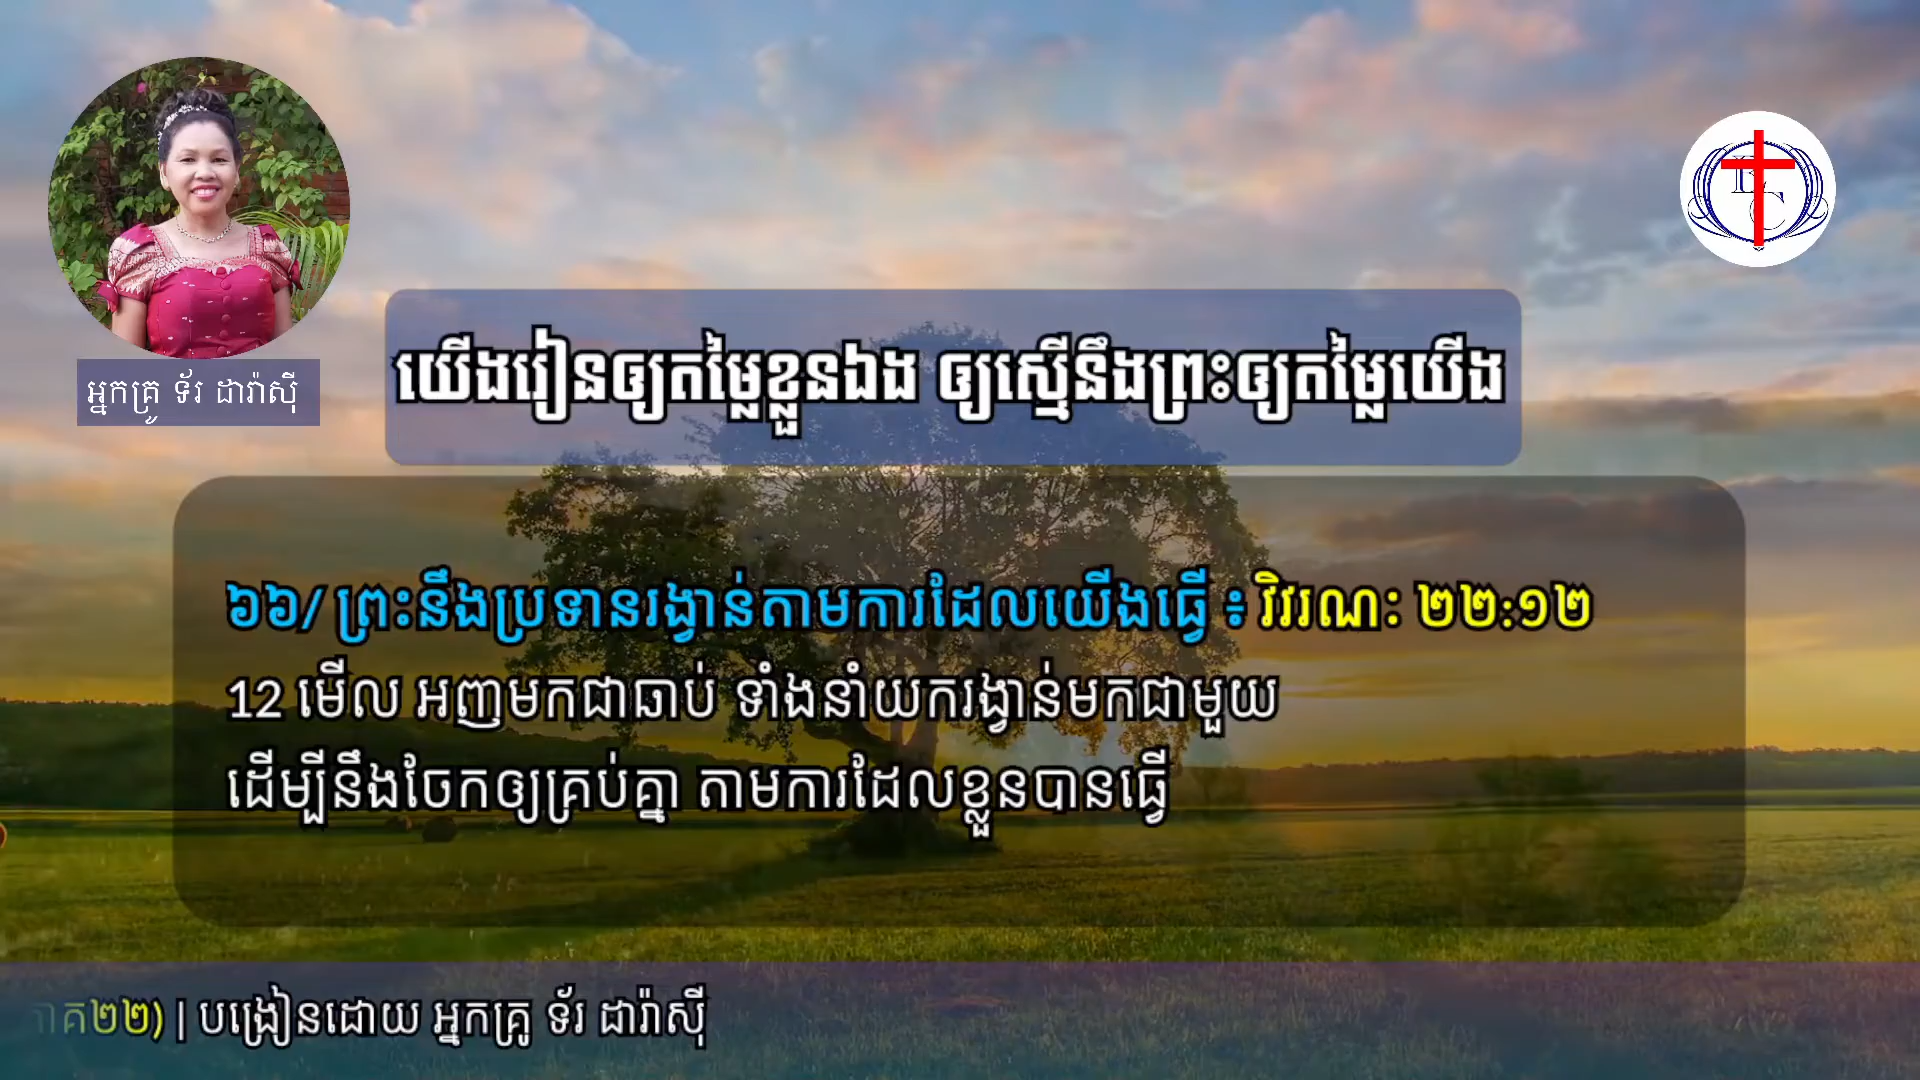 អ្នកគ្រូ ទ័រ ដារ៉ាស៊ី
យើងរៀនឲ្យតម្លៃខ្លួនឯង ឲ្យស្មើនឹងព្រះឲ្យតម្លៃយើង
៦៦/ ព្រះនឹងប្រទានរង្វាន់តាមការដែលយើងធ្វើ ៖ វិវរណៈ ២២:១២
12 មើល អញមកជាឆាប់ ទាំងនាំយករង្វាន់មកជាមួយ
ដើម្បីនឹងចែកឲ្យគ្រប់គ្នា តាមការដែលខ្លួនបានធ្វើ
ភាគ២២) | បង្រៀនដោយ អ្នកគ្រូ ទ័រ ដារ៉ាស៊ី